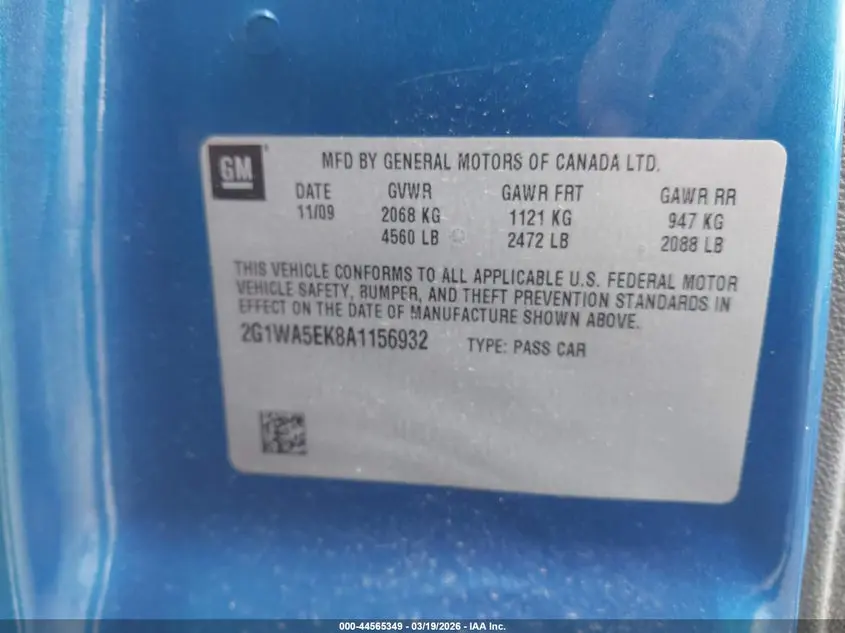 GM
MFD BY GENERAL MOTORS OF CANADA LTD.
DATE GVWR GAWR FRT GAWR RR
11/09 2068 KG 1121 KG 947 KG
4560 LB 2472 LB 2088 LB
THIS VEHICLE CONFORMS TO ALL APPLICABLE U.S. FEDERAL MOTOR
VEHICLE SAFETY, BUMPER, AND THEFT PREVENTION STANDARDS IN
EFFECT ON THE DATE OF MANUFACTURE SHOWN ABOVE.
2G1WA5EK8A1156932 TYPE: PASS CAR
000-44565349 | 03/19/2026 - IAA Inc.